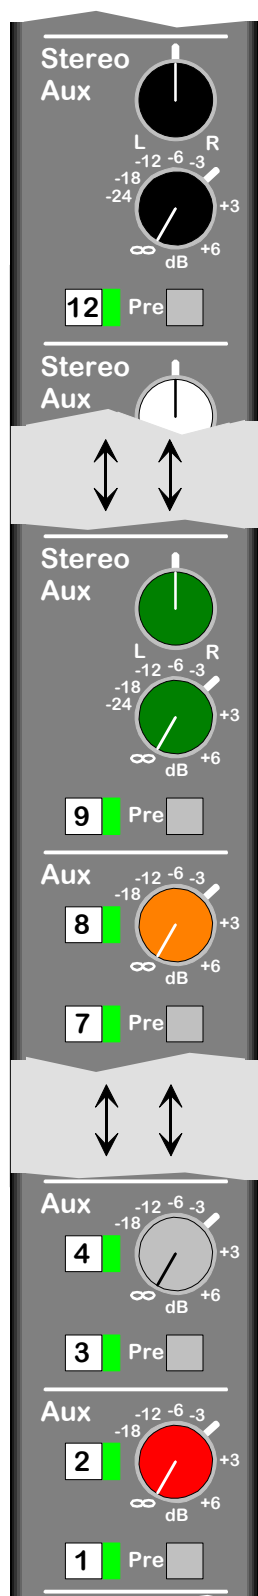 Stereo
Aux
L R
-12 -6 -3
-18
-24 +3
∞ +6
dB
12 Pre
Stereo
Aux
Stereo
Aux
L R
-12 -6 -3
-18
-24 +3
∞ +6
dB
9 Pre
Aux
-12 -6 -3
-18
8 +3
∞ +6
dB
7 Pre
Aux
-12 -6 -3
-18
4 +3
∞ +6
dB
3 Pre
Aux
-12 -6 -3
-18
2 +3
∞ +6
dB
1 Pre